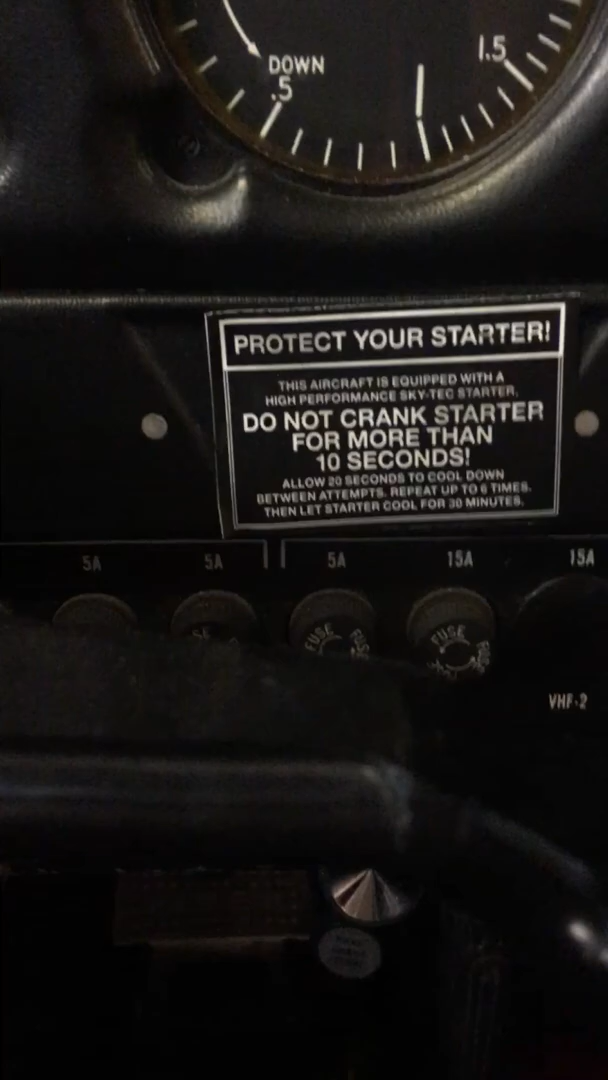 DOWN
.5
1.5
PROTECT YOUR STARTER!
THIS AIRCRAFT IS EQUIPPED WITH A
HIGH PERFORMANCE SKY-TEC STARTER.
DO NOT CRANK STARTER
FOR MORE THAN
10 SECONDS!
ALLOW 20 SECONDS TO COOL DOWN
BETWEEN ATTEMPTS. REPEAT UP TO 6 TIMES.
THEN LET STARTER COOL FOR 30 MINUTES.
5A 5A 5A 15A 15A
FUSE FUSE FUSE
VHF-2